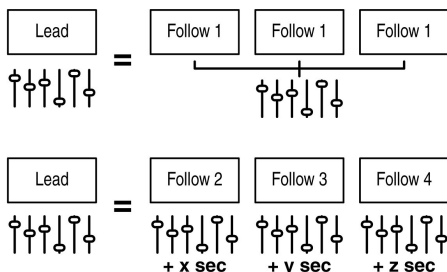 Lead = Follow 1 Follow 1 Follow 1
Lead = Follow 2 Follow 3 Follow 4
+ x sec + y sec + z sec